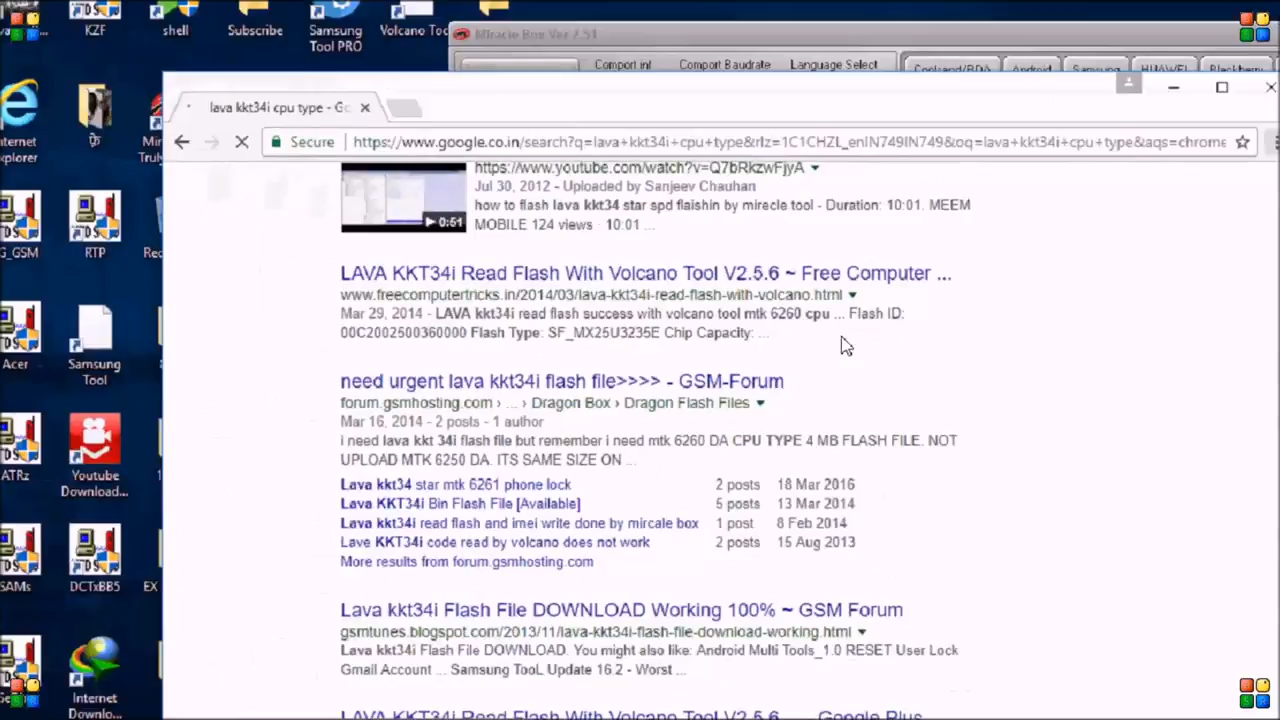 KZF
shell
Subscribe
Samsung
Tool PRO
Volcano Too
Miracle Box Ver 2.51
Comport inf
Comport Baudrate
Language Select
Coolsand/RDA
Android
Samsung
HUAWEI
Blackberry
lava kkt34i cpu type - Go
Secure
https://www.google.co.in/search?q=lava+kkt34i+cpu+type&rlz=1C1CHZL_enIN749IN749&oq=lava+kkt34i+cpu+type&aqs=chrome
https://www.youtube.com/watch?v=Q7bRkzwFjyA
Jul 30, 2012 - Uploaded by Sanjeev Chauhan
how to flash lava kkt34 star spd flaishin by mirecle tool - Duration: 10:01. MEEM
MOBILE 124 views · 10:01 ...
0:51
LAVA KKT34i Read Flash With Volcano Tool V2.5.6 ~ Free Computer ...
www.freecomputertricks.in/2014/03/lava-kkt34i-read-flash-with-volcano.html
Mar 29, 2014 - LAVA kkt34i read flash success with volcano tool mtk 6260 cpu ... Flash ID:
00C2002500360000 Flash Type: SF_MX25U3235E Chip Capacity: ...
need urgent lava kkt34i flash file>>>> - GSM-Forum
forum.gsmhosting.com › ... › Dragon Box › Dragon Flash Files
Mar 16, 2014 - 2 posts - 1 author
i need lava kkt 34i flash file but remember i need mtk 6260 DA CPU TYPE 4 MB FLASH FILE. NOT
UPLOAD MTK 6250 DA. ITS SAME SIZE ON ...
Lava kkt34 star mtk 6261 phone lock 2 posts 18 Mar 2016
Lava KKT34i Bin Flash File [Available] 5 posts 13 Mar 2014
Lava kkt34i read flash and imei write done by mircale box 1 post 8 Feb 2014
Lave KKT34i code read by volcano does not work 2 posts 15 Aug 2013
More results from forum.gsmhosting.com
Lava kkt34i Flash File DOWNLOAD Working 100% ~ GSM Forum
gsmtunes.blogspot.com/2013/11/lava-kkt34i-flash-file-download-working.html
Lava kkt34i Flash File DOWNLOAD. You might also like: Android Multi Tools_1.0 RESET User Lock
Gmail Account ... Samsung TooL Update 16.2 - Worst ...
LAVA KKT34i Read Flash With Volcano Tool V2.5.6 ... - Google Plus
nternet
xplorer
Mir
Truly
G_GSM
RTP
Rec
Acer
Samsung
Tool
ATRz
Youtube
Download...
SAMs
DCTxBB5
EX
Internet
Downlo...